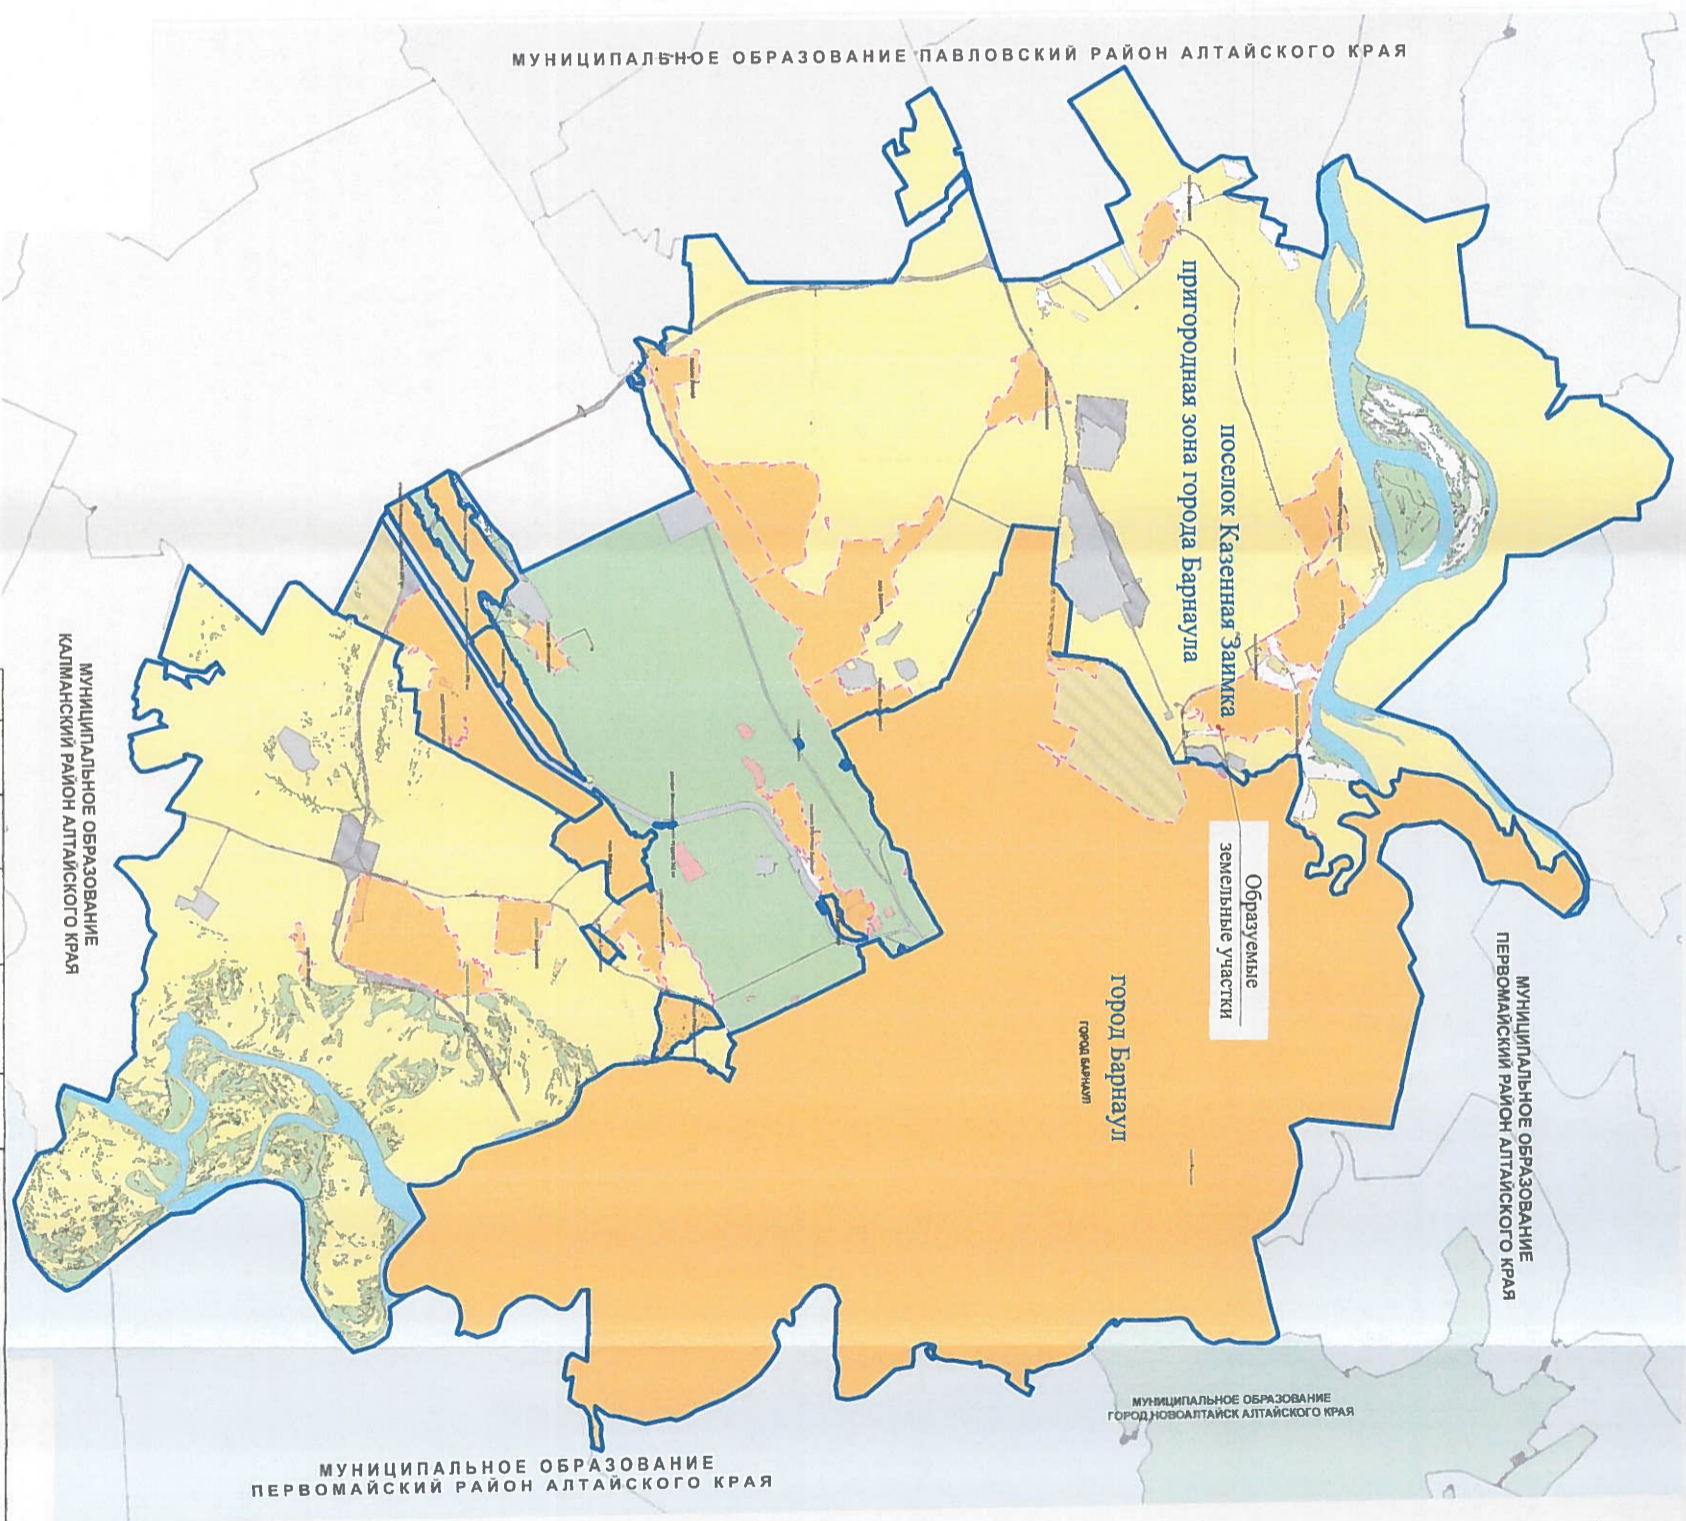 МУНИЦИПАЛЬНОЕ ОБРАЗОВАНИЕ ПАВЛОВСКИЙ РАЙОН АЛТАЙСКОГО КРАЯ
поселок Казенная Заимка
пригородная зона города Барнаула
Образуемые
земельные участки
город Барнаул
ГОРОД БАРНАУЛ
МУНИЦИПАЛЬНОЕ ОБРАЗОВАНИЕ
ПЕРВОМАЙСКИЙ РАЙОН АЛТАЙСКОГО КРАЯ
МУНИЦИПАЛЬНОЕ ОБРАЗОВАНИЕ
КАЛМАНСКИЙ РАЙОН АЛТАЙСКОГО КРАЯ
МУНИЦИПАЛЬНОЕ ОБРАЗОВАНИЕ
ГОРОД НОВОАЛТАЙСК АЛТАЙСКОГО КРАЯ
МУНИЦИПАЛЬНОЕ ОБРАЗОВАНИЕ
ПЕРВОМАЙСКИЙ РАЙОН АЛТАЙСКОГО КРАЯ